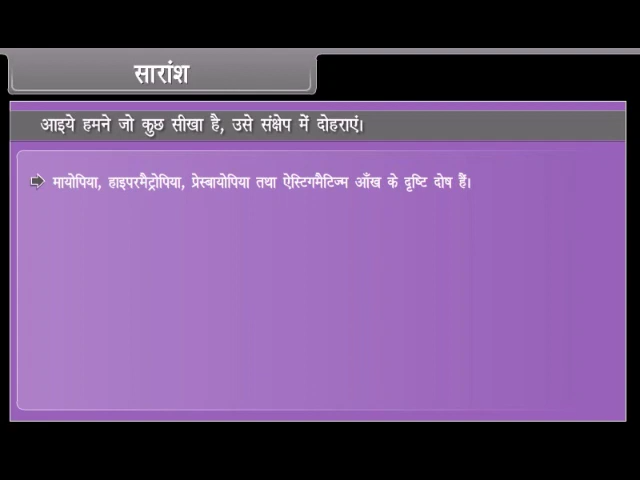 सारांश
आइये हमने जो कुछ सीखा है, उसे संक्षेप में दोहराएं।
मायोपिया, हाइपरमैट्रोपिया, प्रेस्बायोपिया तथा ऐस्टिगमैटिज्म आँख के दृष्टि दोष हैं।